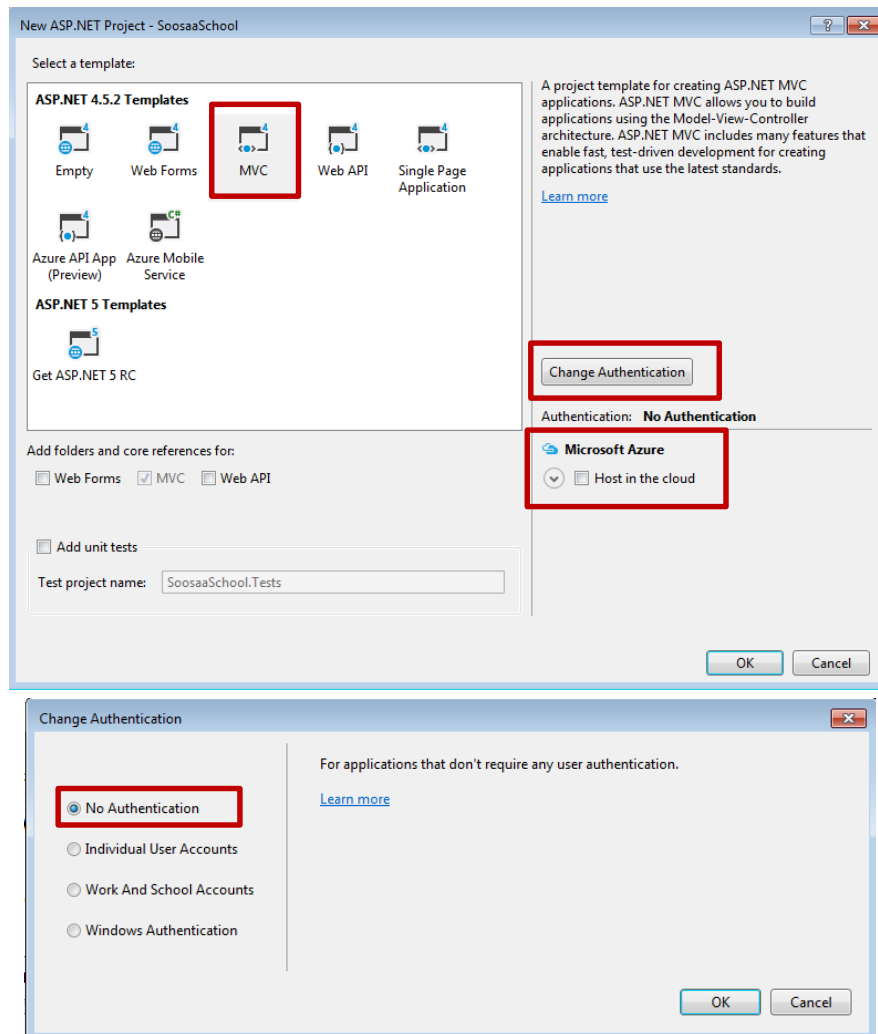 New ASP.NET Project - SoosaaSchool
Select a template:
ASP.NET 4.5.2 Templates
Empty
Web Forms
MVC
Web API
Single Page
Application
Azure API App
(Preview)
Azure Mobile
Service
ASP.NET 5 Templates
Get ASP.NET 5 RC
A project template for creating ASP.NET MVC
applications. ASP.NET MVC allows you to build
applications using the Model-View-Controller
architecture. ASP.NET MVC includes many features that
enable fast, test-driven development for creating
applications that use the latest standards.
Learn more
Change Authentication
Authentication: No Authentication
Microsoft Azure
Host in the cloud
Add folders and core references for:
Web Forms MVC Web API
Add unit tests
Test project name: SoosaaSchool.Tests
OK Cancel
Change Authentication
No Authentication
Individual User Accounts
Work And School Accounts
Windows Authentication
For applications that don't require any user authentication.
Learn more
OK Cancel